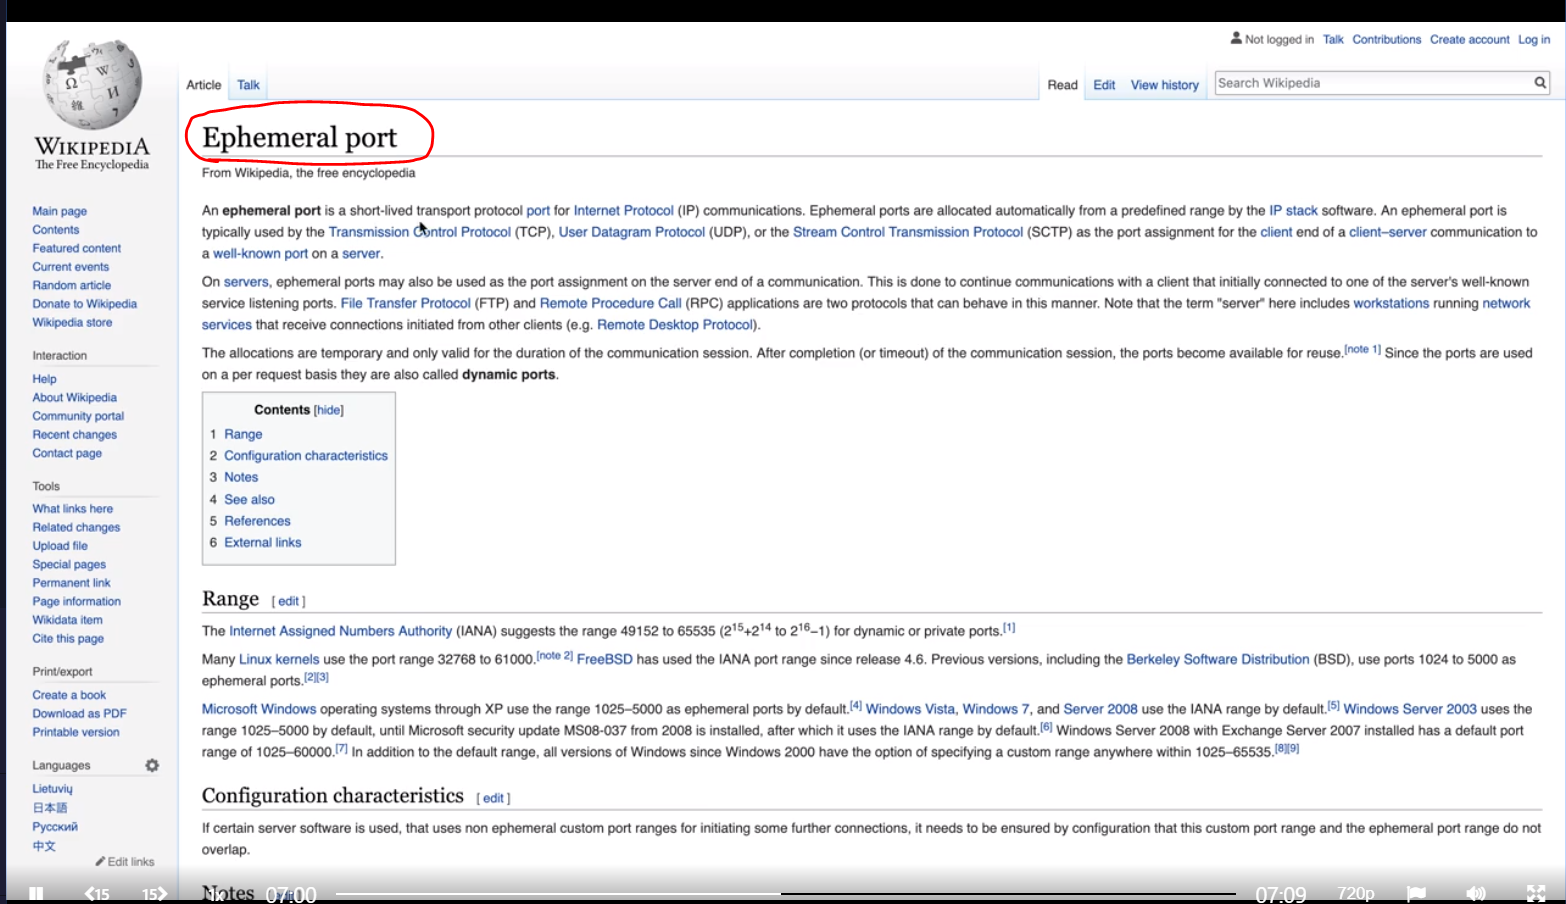 Not logged in Talk Contributions Create account Log in
Article Talk Read Edit View history Search Wikipedia
WIKIPEDIA
The Free Encyclopedia
Main page
Contents
Featured content
Current events
Random article
Donate to Wikipedia
Wikipedia store
Interaction
Help
About Wikipedia
Community portal
Recent changes
Contact page
Tools
What links here
Related changes
Upload file
Special pages
Permanent link
Page information
Wikidata item
Cite this page
Print/export
Create a book
Download as PDF
Printable version
Languages
Lietuvių
日本語
Русский
中文
Edit links
Ephemeral port
From Wikipedia, the free encyclopedia
An ephemeral port is a short-lived transport protocol port for Internet Protocol (IP) communications. Ephemeral ports are allocated automatically from a predefined range by the IP stack software. An ephemeral port is
typically used by the Transmission Control Protocol (TCP), User Datagram Protocol (UDP), or the Stream Control Transmission Protocol (SCTP) as the port assignment for the client end of a client–server communication to
a well-known port on a server.
On servers, ephemeral ports may also be used as the port assignment on the server end of a communication. This is done to continue communications with a client that initially connected to one of the server's well-known
service listening ports. File Transfer Protocol (FTP) and Remote Procedure Call (RPC) applications are two protocols that can behave in this manner. Note that the term "server" here includes workstations running network
services that receive connections initiated from other clients (e.g. Remote Desktop Protocol).
The allocations are temporary and only valid for the duration of the communication session. After completion (or timeout) of the communication session, the ports become available for reuse.[note 1] Since the ports are used
on a per request basis they are also called dynamic ports.
Contents [hide]
1 Range
2 Configuration characteristics
3 Notes
4 See also
5 References
6 External links
Range [ edit ]
The Internet Assigned Numbers Authority (IANA) suggests the range 49152 to 65535 (2¹⁵+2¹⁴ to 2¹⁶−1) for dynamic or private ports.[1]
Many Linux kernels use the port range 32768 to 61000.[note 2] FreeBSD has used the IANA port range since release 4.6. Previous versions, including the Berkeley Software Distribution (BSD), use ports 1024 to 5000 as
ephemeral ports.[2][3]
Microsoft Windows operating systems through XP use the range 1025–5000 as ephemeral ports by default.[4] Windows Vista, Windows 7, and Server 2008 use the IANA range by default.[5] Windows Server 2003 uses the
range 1025–5000 by default, until Microsoft security update MS08-037 from 2008 is installed, after which it uses the IANA range by default.[6] Windows Server 2008 with Exchange Server 2007 installed has a default port
range of 1025–60000.[7] In addition to the default range, all versions of Windows since Windows 2000 have the option of specifying a custom range anywhere within 1025–65535.[8][9]
Configuration characteristics [ edit ]
If certain server software is used, that uses non ephemeral custom port ranges for initiating some further connections, it needs to be ensured by configuration that this custom port range and the ephemeral port range do not
overlap.
Notes
15 15 1x 07:00 07:09 720p